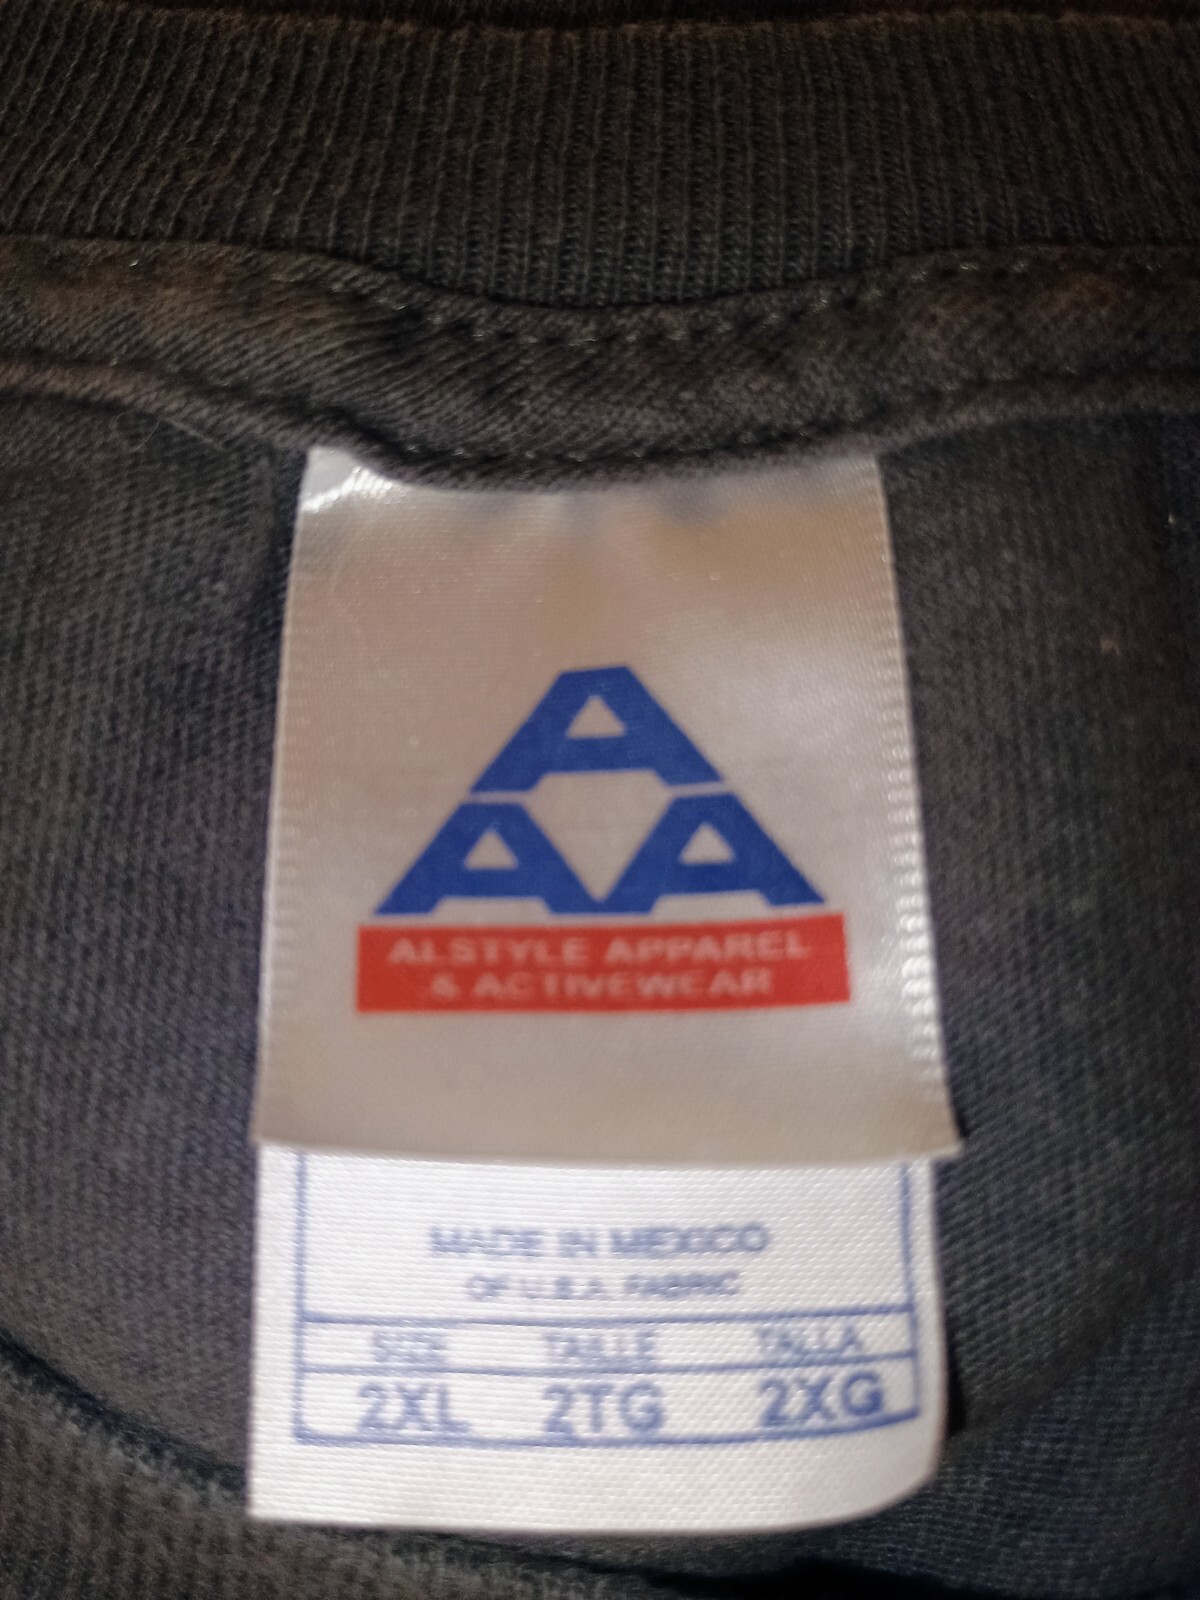 A
A A
ALSTYLE APPAREL
& ACTIVEWEAR
MADE IN MEXICO
OF U.S.A. FABRIC
SIZE TAILLE TALLA
2XL 2TG 2XG